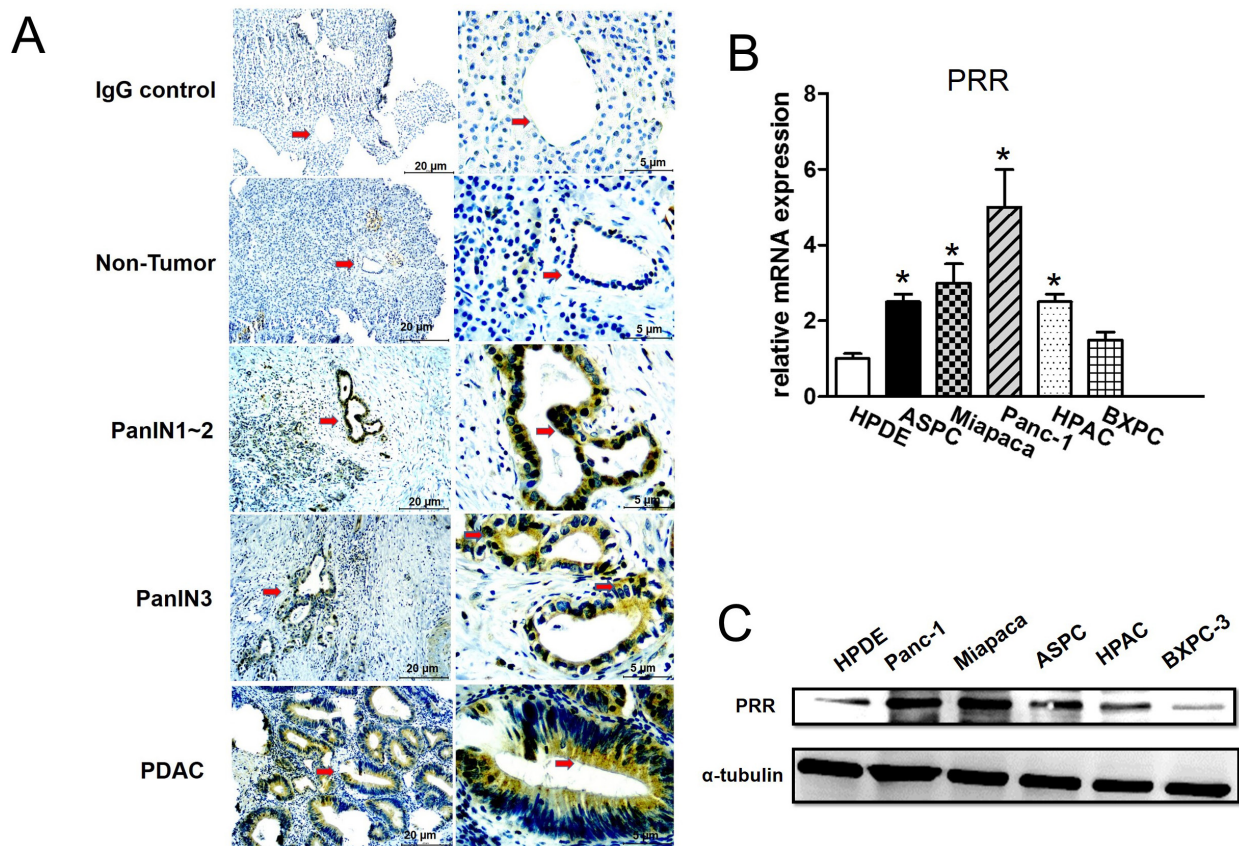 A
IgG control
20 µm
5 µm
Non-Tumor
20 µm
5 µm
PanIN1~2
20 µm
5 µm
PanIN3
20 µm
5 µm
PDAC
20 µm
5 µm
B
PRR
relative mRNA expression
8
6
4
2
0
* * * *
HPDE ASPC Miapaca Panc-1 HPAC BXPC
C
HPDE Panc-1 Miapaca ASPC HPAC BXPC-3
PRR
α-tubulin